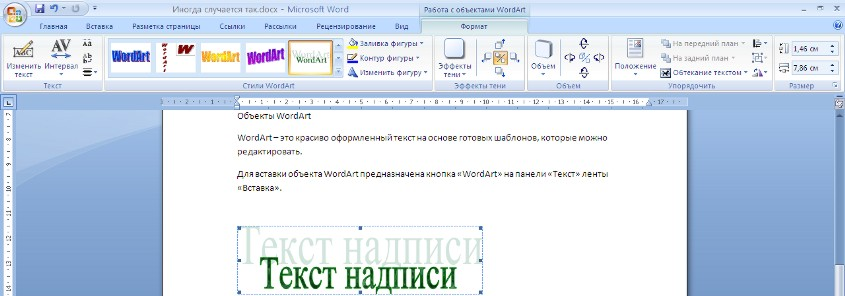 Иногда случается так.docx - Microsoft Word
Работа с объектами WordArt
Главная Вставка Разметка страницы Ссылки Рассылки Рецензирование Вид Формат
Изменить текст
Интервал
Текст
WordArt WordArt WordArt WordArt WordArt
Стили WordArt
Заливка фигуры
Контур фигуры
Изменить фигуру
Эффекты тени
Эффекты тени
Объем
Объем
Положение
На передний план
На задний план
Обтекание текстом
Упорядочить
1,46 см
7,86 см
Размер
Объекты WordArt
WordArt – это красиво оформленный текст на основе готовых шаблонов, которые можно
редактировать.
Для вставки объекта WordArt предназначена кнопка «WordArt» на панели «Текст» ленты
«Вставка».
Текст надписи
Текст надписи